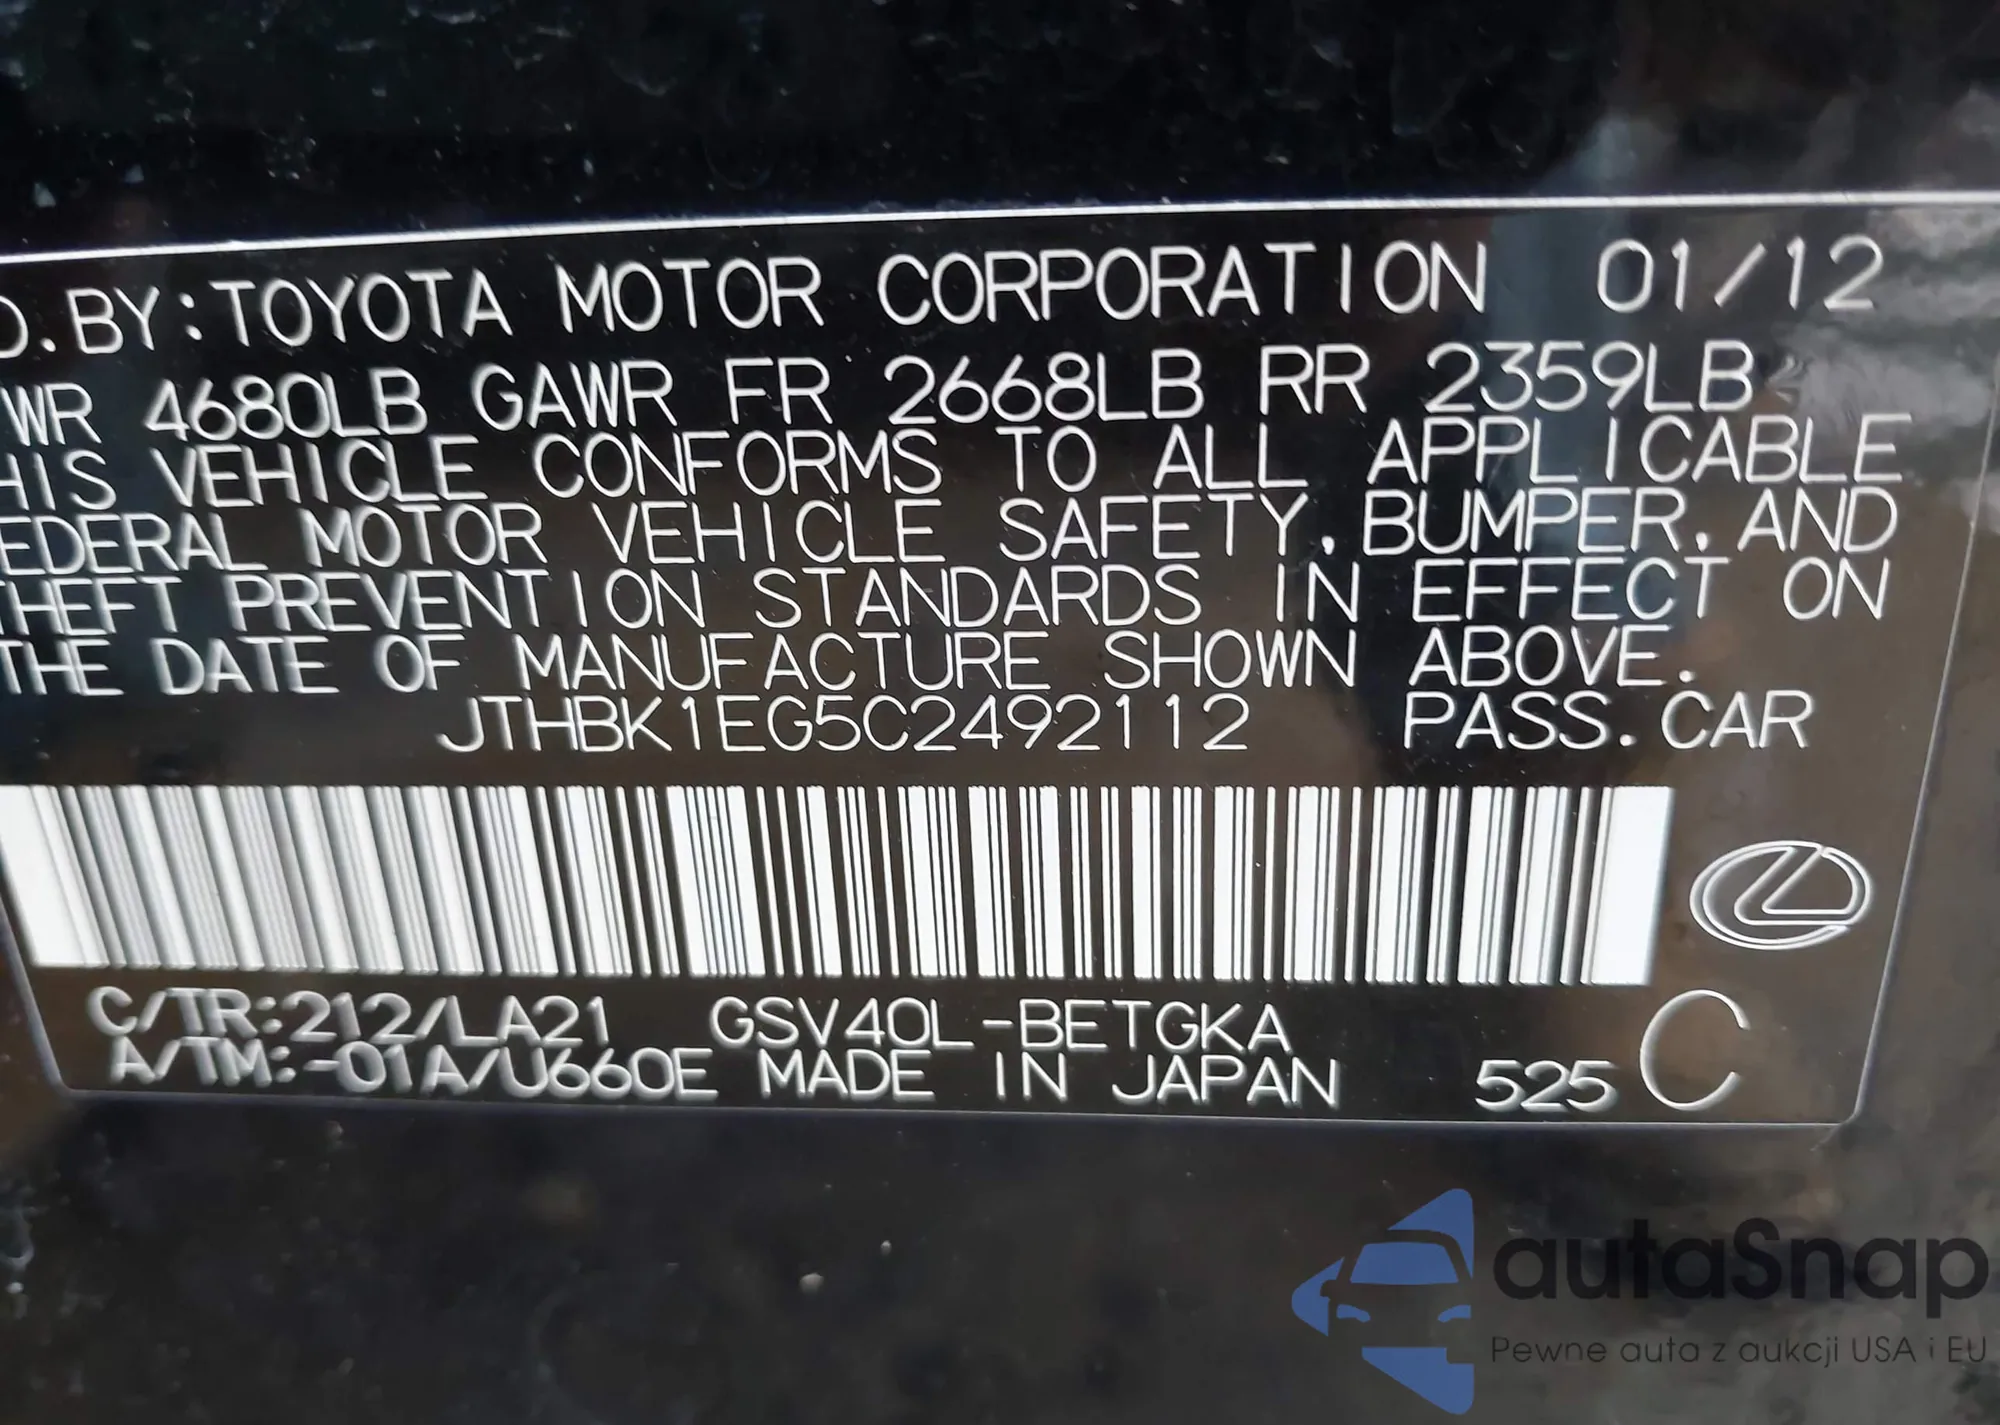 D.BY:TOYOTA MOTOR CORPORATION 01/12
WR 4680LB GAWR FR 2668LB RR 2359LB
HIS VEHICLE CONFORMS TO ALL APPLICABLE
EDERAL MOTOR VEHICLE SAFETY,BUMPER,AND
HEFT PREVENTION STANDARDS IN EFFECT ON
THE DATE OF MANUFACTURE SHOWN ABOVE.
JTHBK1EG5C2492112 PASS.CAR
C/TR:212/LA21 GSV40L-BETGKA
A/TM:-01A/U660E MADE IN JAPAN 525 C
autaSnap
Pewne auta z aukcji USA i EU